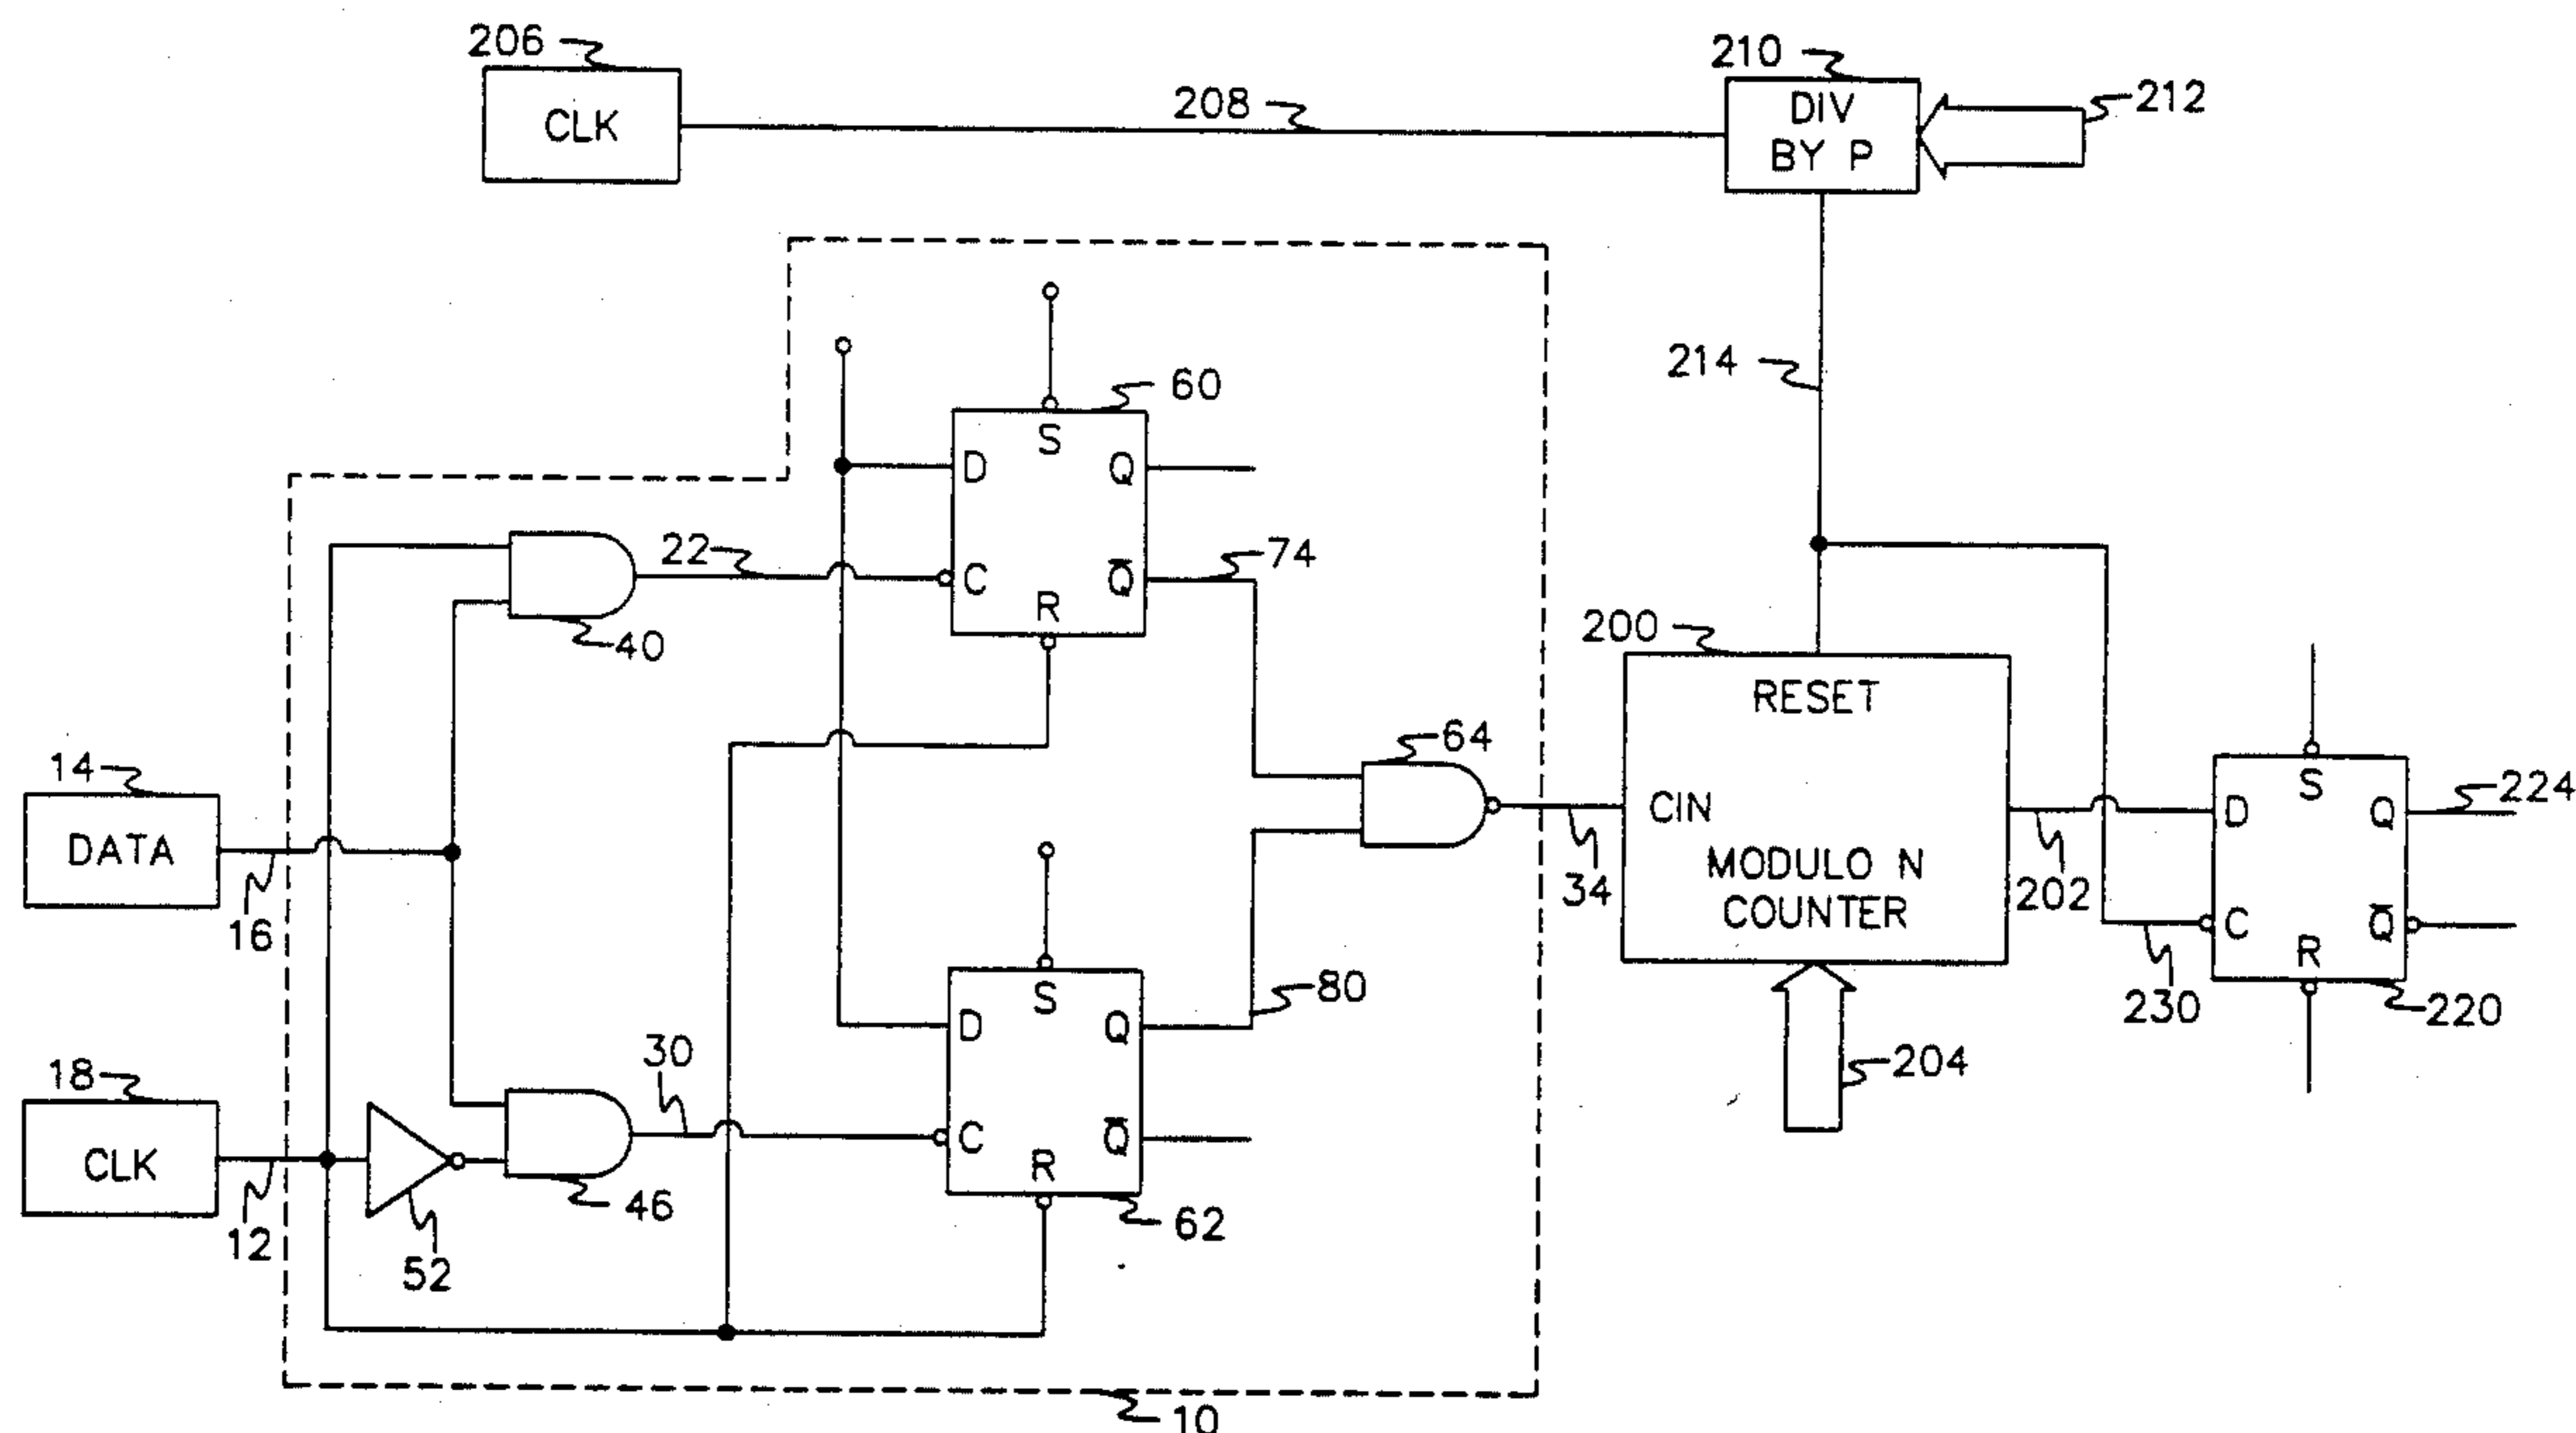 206
CLK
208
210
DIV
BY P
212
214
60
S
D
Q
C
Q̅
R
22
74
40
200
RESET
CIN
MODULO N
COUNTER
64
34
202
14
DATA
16
S
D
Q
C
Q̅
R
224
230
220
204
80
S
D
Q
C
Q̅
R
30
18
CLK
12
52
46
62
10